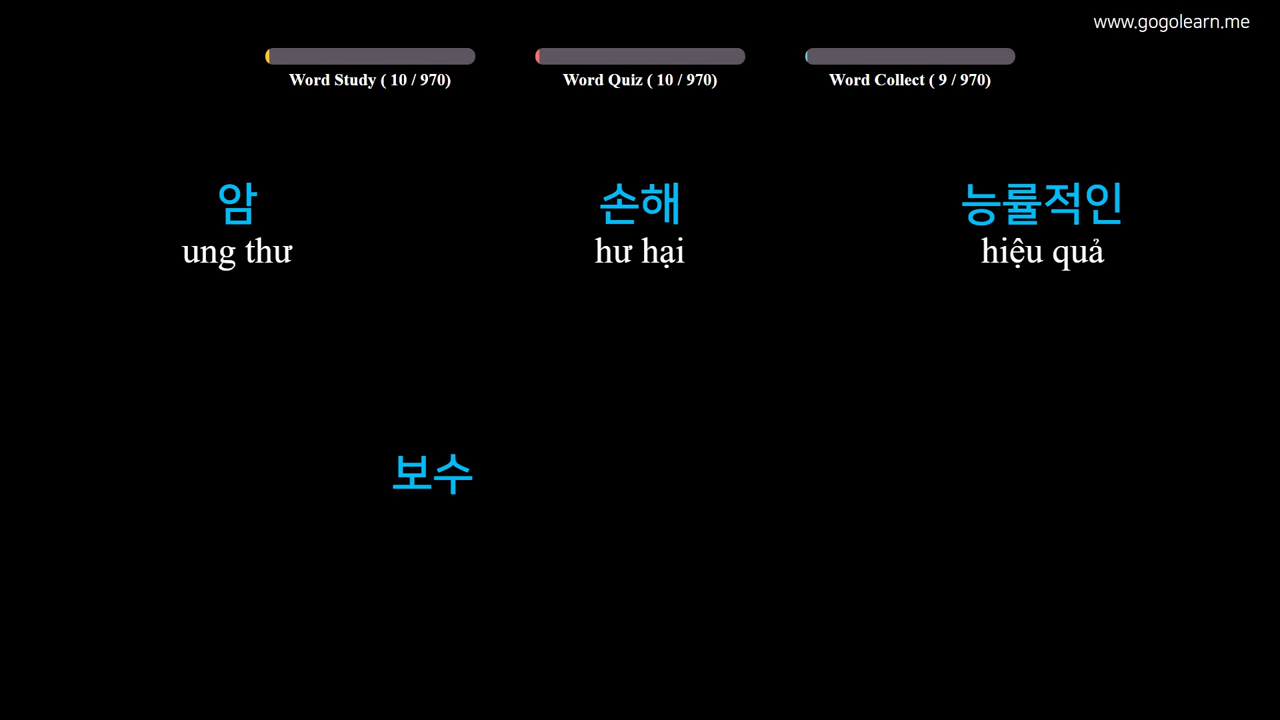 www.gogolearn.me
Word Study ( 10 / 970)
Word Quiz ( 10 / 970)
Word Collect ( 9 / 970)
암
손해
능률적인
ung thư
hư hại
hiệu quả
보수